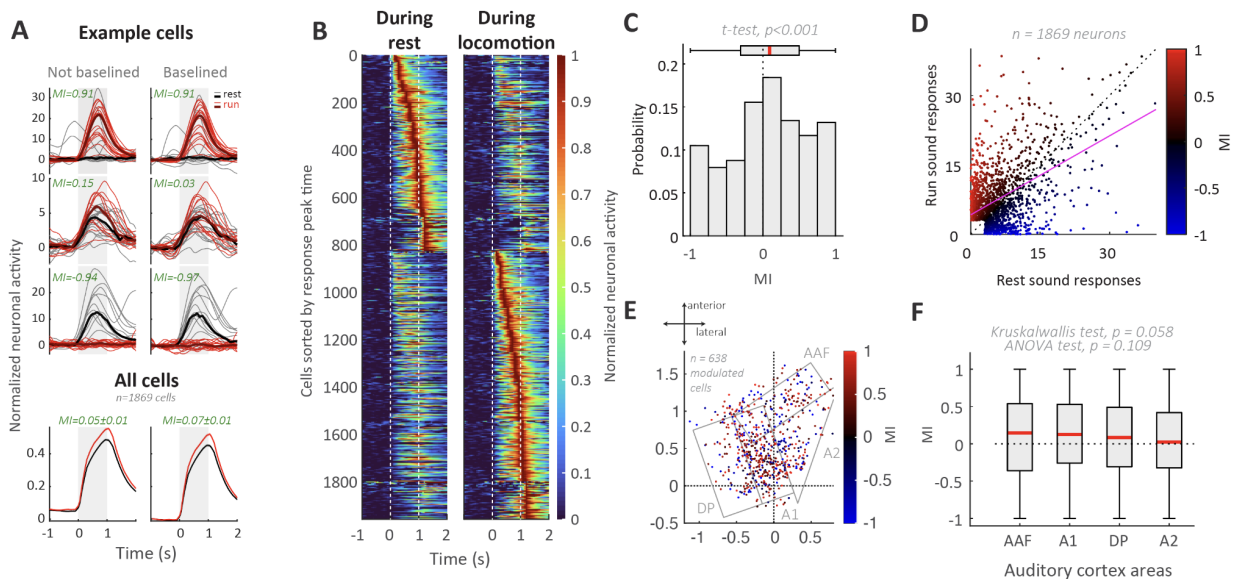 A
Example cells
Not baselined
Baselined
MI=0.91
MI=0.91
rest
run
30
20
10
0
MI=0.15
MI=0.03
10
5
0
MI=-0.94
MI=-0.97
20
10
0
Normalized neuronal activity
All cells
n=1869 cells
MI=0.05±0.01
MI=0.07±0.01
0.4
0.2
0
-1 0 1 2
-1 0 1 2
Time (s)
B
During
rest
During
locomotion
0
200
400
600
800
1000
1200
1400
1600
1800
Cells sorted by response peak time
-1 0 1 2
-1 0 1 2
Time (s)
1
0.9
0.8
0.7
0.6
0.5
0.4
0.3
0.2
0.1
0
Normalized neuronal activity
C
t-test, p<0.001
0.2
0.15
0.1
0.05
0
Probability
-1 0 1
MI
D
n = 1869 neurons
45
30
15
0
Run sound responses
0 15 30
Rest sound responses
1
0.5
0
-0.5
-1
MI
E
anterior
lateral
n = 638
modulated
cells
AAF
A2
DP
A1
1.5
1
0.5
0
-0.5
-1 -0.5 0 0.5
1
0.5
0
-0.5
-1
MI
F
Kruskalwallis test, p = 0.058
ANOVA test, p = 0.109
1
0.5
0
-0.5
-1
MI
AAF A1 DP A2
Auditory cortex areas